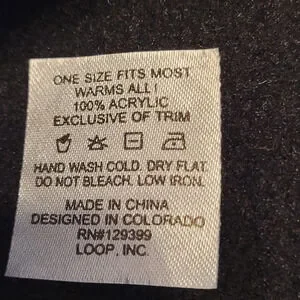 ONE SIZE FITS MOST
WARMS ALL!
100% ACRYLIC
EXCLUSIVE OF TRIM
HAND WASH COLD. DRY FLAT.
DO NOT BLEACH. LOW IRON.
MADE IN CHINA
DESIGNED IN COLORADO
RN#129399
LOOP, INC.